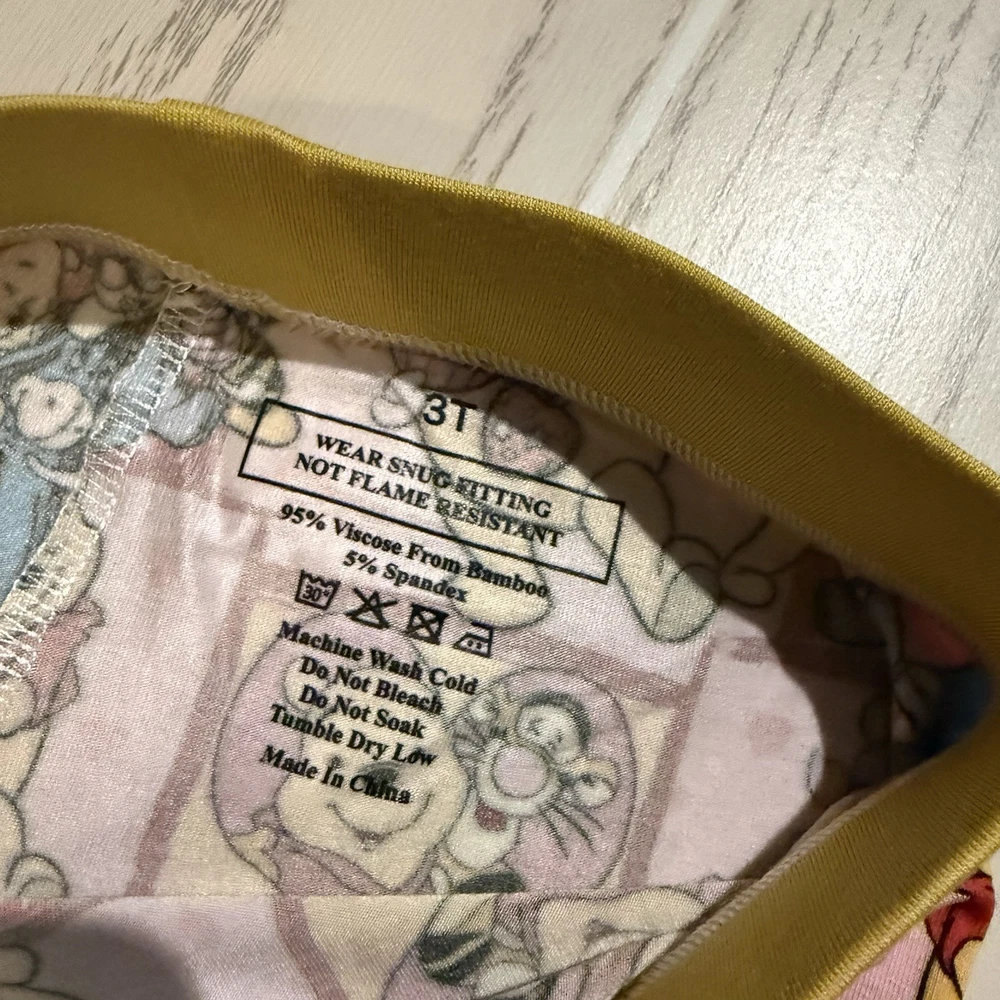 3T
WEAR SNUG-FITTING
NOT FLAME RESISTANT
95% Viscose From Bamboo
5% Spandex
30°
Machine Wash Cold
Do Not Bleach
Do Not Soak
Tumble Dry Low
Made In China